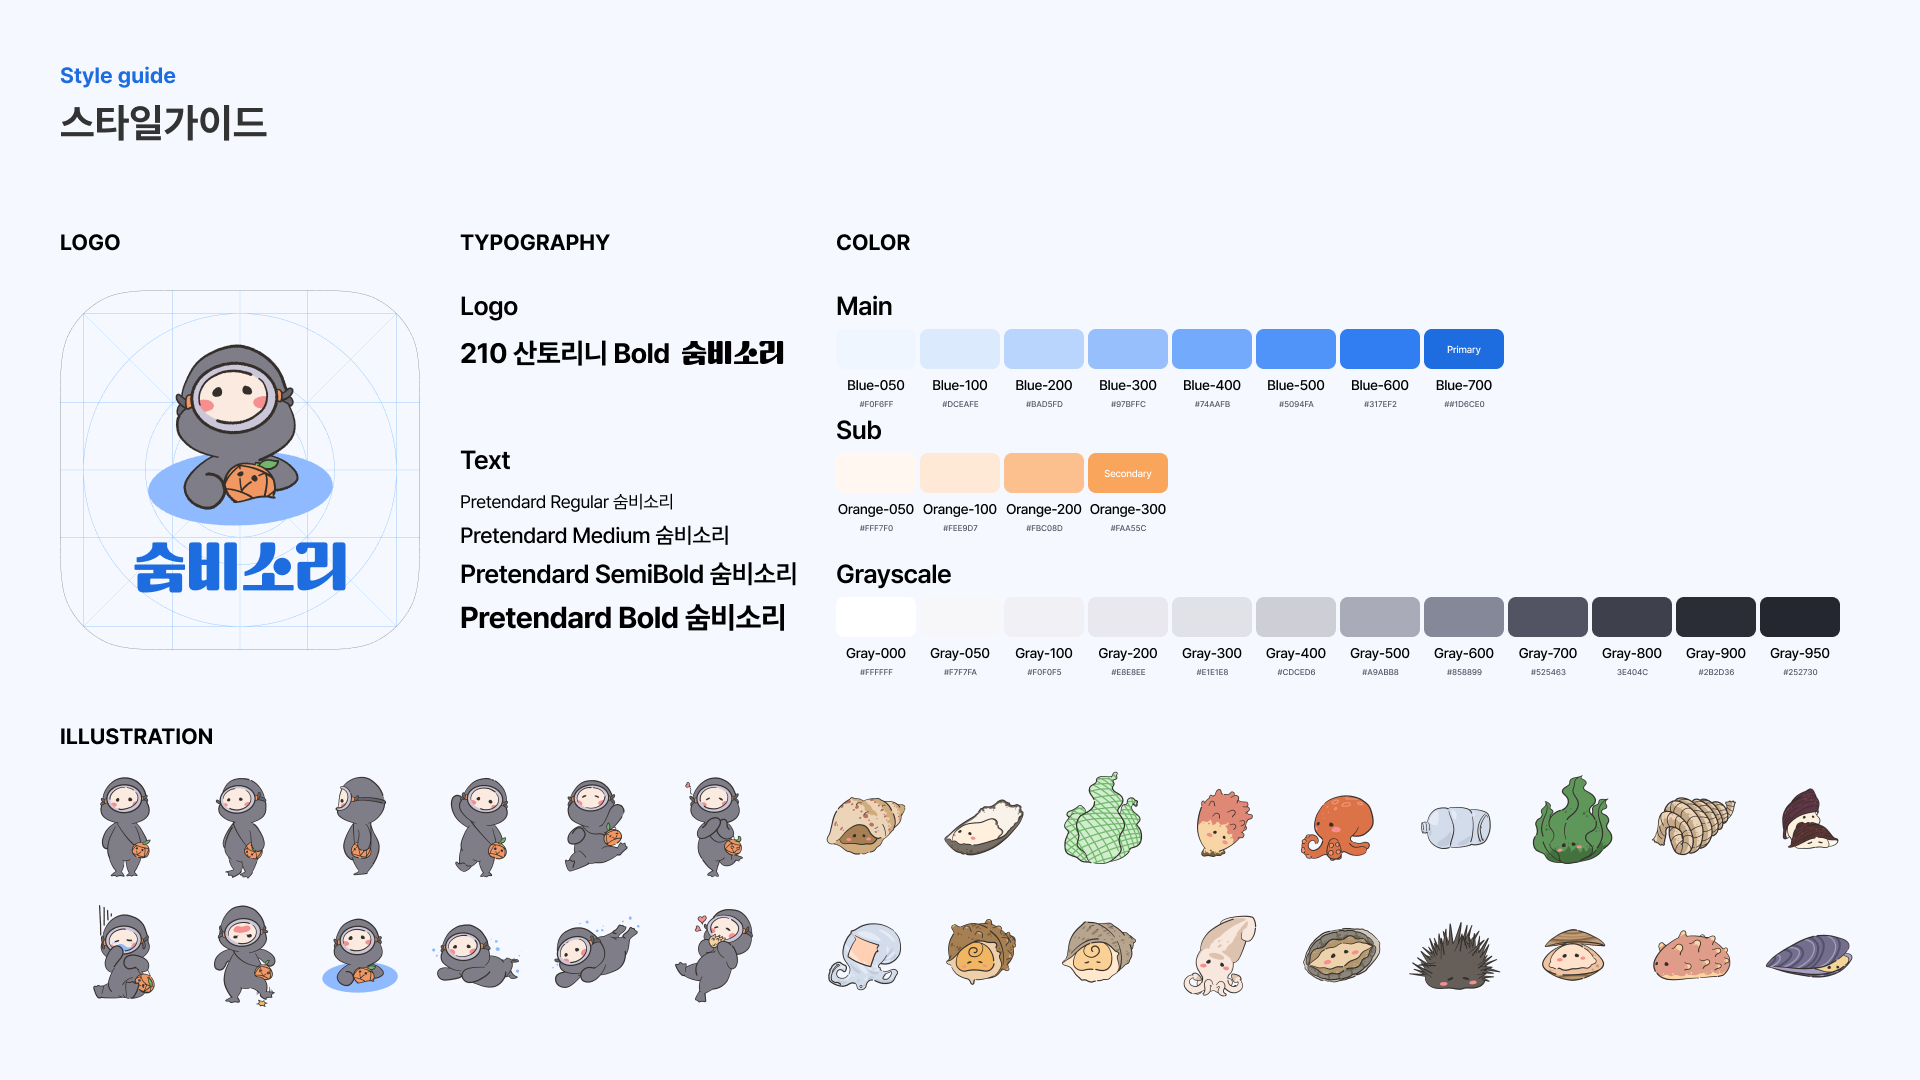 Style guide
스타일가이드
LOGO
숨비소리
TYPOGRAPHY
Logo
210 산토리니 Bold 숨비소리
Text
Pretendard Regular 숨비소리
Pretendard Medium 숨비소리
Pretendard SemiBold 숨비소리
Pretendard Bold 숨비소리
COLOR
Main
Primary
Blue-050 Blue-100 Blue-200 Blue-300 Blue-400 Blue-500 Blue-600 Blue-700
#F0F6FF #DCEAFE #BAD5FD #97BFFC #74AAFB #5094FA #317EF2 ##1D6CE0
Sub
Secondary
Orange-050 Orange-100 Orange-200 Orange-300
#FFF7F0 #FEE9D7 #FBC08D #FAA55C
Grayscale
Gray-000 Gray-050 Gray-100 Gray-200 Gray-300 Gray-400 Gray-500 Gray-600 Gray-700 Gray-800 Gray-900 Gray-950
#FFFFFF #F7F7FA #F0F0F5 #E8E8EE #E1E1E8 #CDCED6 #A9ABB8 #858899 #525463 3E404C #2B2D36 #252730
ILLUSTRATION